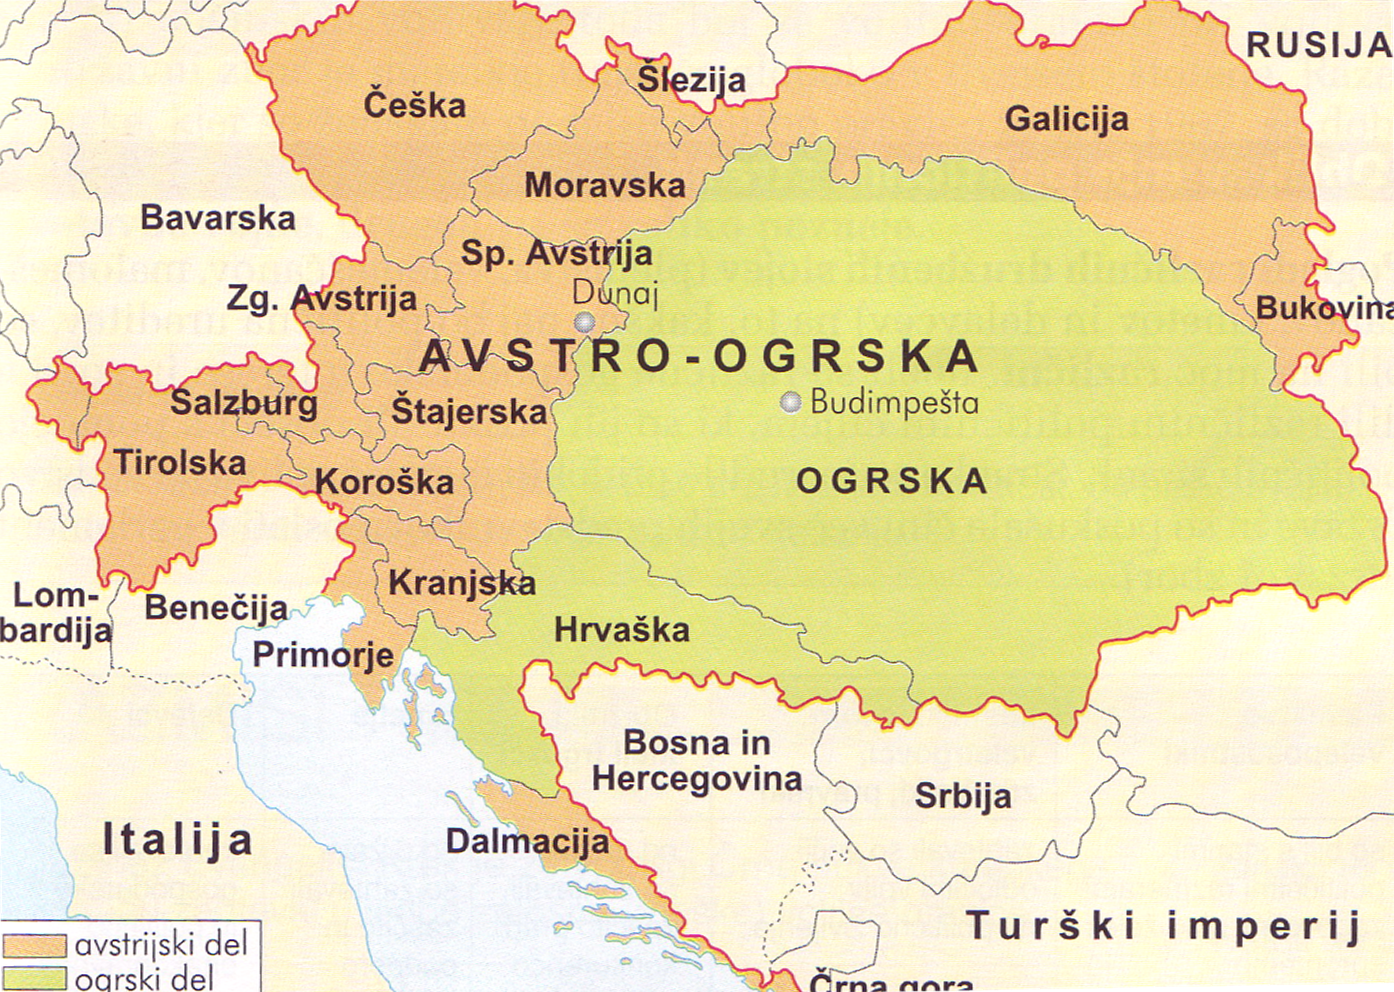 RUSIJA
Šlezija
Češka
Galicija
Moravska
Bavarska
Sp. Avstrija
Dunaj
Zg. Avstrija
Bukovina
AVSTRO-OGRSKA
Budimpešta
Salzburg
Štajerska
Tirolska
Koroška
OGRSKA
Kranjska
Lom-
bardija
Benečija
Hrvaška
Primorje
Bosna in
Hercegovina
Srbija
Italija
Dalmacija
Turški imperij
avstrijski del
ogrski del
Črna gora